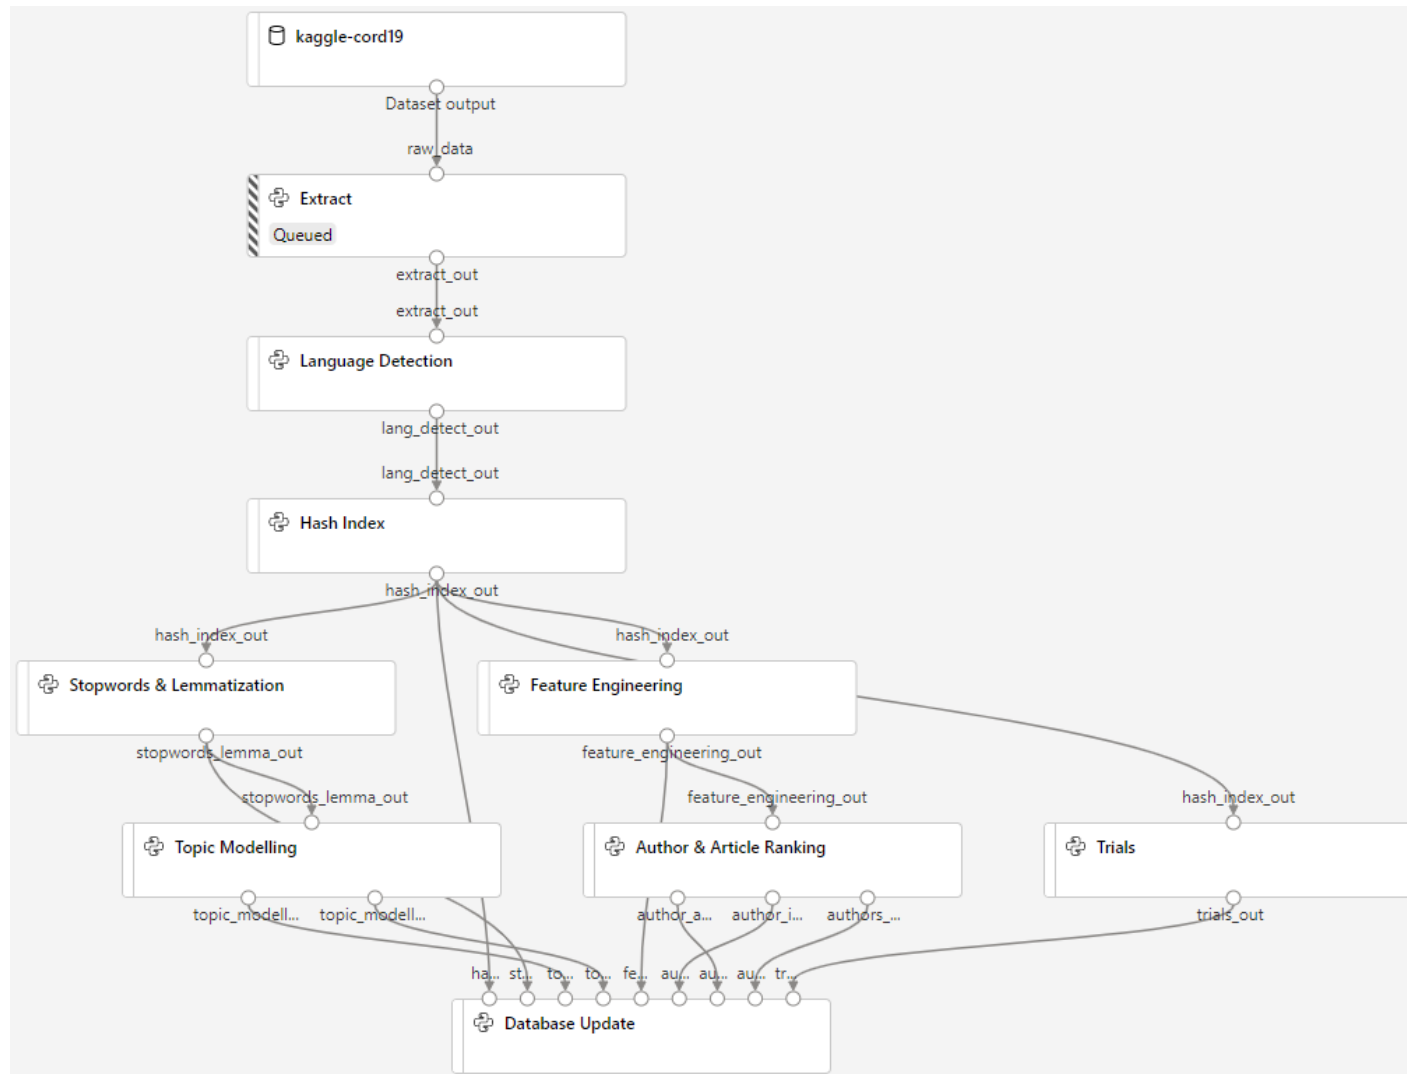 kaggle-cord19
Dataset output
raw_data
Extract
Queued
extract_out
extract_out
Language Detection
lang_detect_out
lang_detect_out
Hash Index
hash_index_out
hash_index_out
hash_index_out
Stopwords & Lemmatization
Feature Engineering
stopwords_lemma_out
feature_engineering_out
stopwords_lemma_out
feature_engineering_out
hash_index_out
Topic Modelling
Author & Article Ranking
Trials
topic_modell...
topic_modell...
author_a...
author_i...
authors_...
trials_out
ha...
st...
to...
to...
fe...
au...
au...
au...
tr...
Database Update